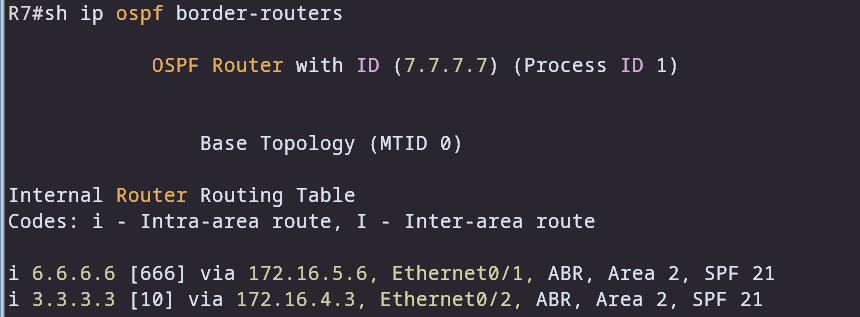 R7#sh ip ospf border-routers
OSPF Router with ID (7.7.7.7) (Process ID 1)
Base Topology (MTID 0)
Internal Router Routing Table
Codes: i - Intra-area route, I - Inter-area route
i 6.6.6.6 [666] via 172.16.5.6, Ethernet0/1, ABR, Area 2, SPF 21
i 3.3.3.3 [10] via 172.16.4.3, Ethernet0/2, ABR, Area 2, SPF 21